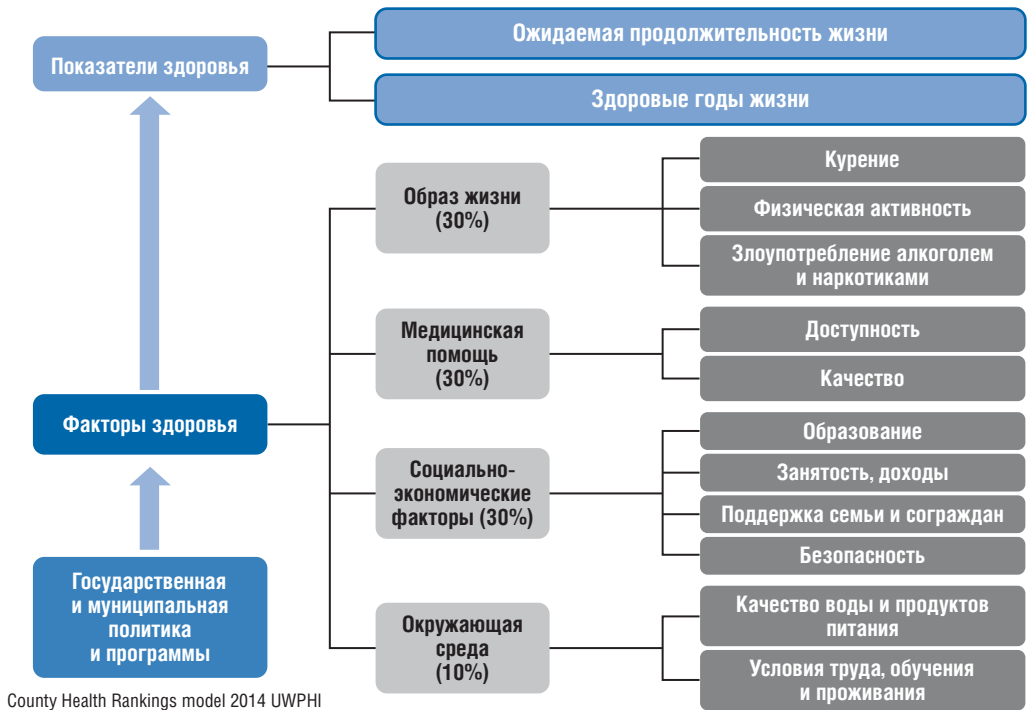 Показатели здоровья
Ожидаемая продолжительность жизни
Здоровые годы жизни
Факторы здоровья
Государственная
и муниципальная
политика
и программы
Образ жизни
(30%)
Курение
Физическая активность
Злоупотребление алкоголем
и наркотиками
Медицинская
помощь
(30%)
Доступность
Качество
Социально-
экономические
факторы (30%)
Образование
Занятость, доходы
Поддержка семьи и сограждан
Безопасность
Окружающая
среда
(10%)
Качество воды и продуктов
питания
Условия труда, обучения
и проживания
County Health Rankings model 2014 UWPHI